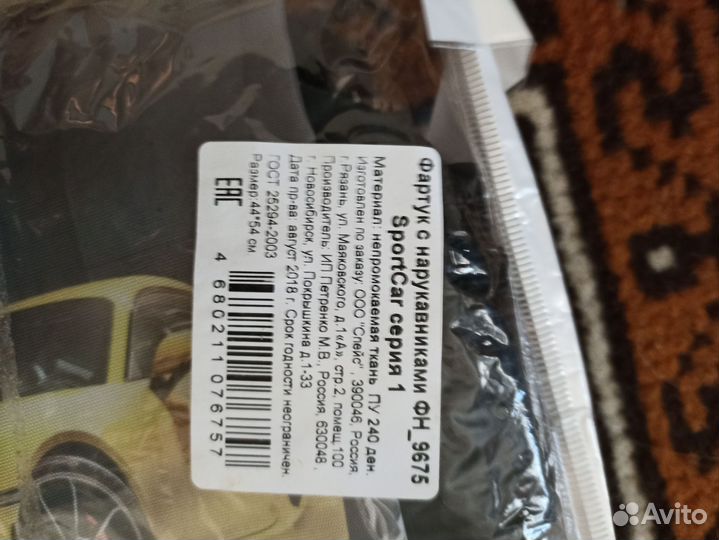 Фартук с нарукавниками ФН_9675
SportCar серия 1
Материал: непромокаемая ткань ПУ 240 ден.
Изготовлен по заказу: ООО "Спейс", 390046, Россия,
г.Рязань, ул. Маяковского, д.1«А», стр.2, помещ.100
Производитель: ИП Петренко М.В., Россия, 630048,
г. Новосибирск, ул. Покрышкина д.1-33
Дата пр-ва: август 2018 г. Срок годности неограничен.
ГОСТ 25294-2003
Размер 44*54 см
EAC
4 680211 076757
Avito